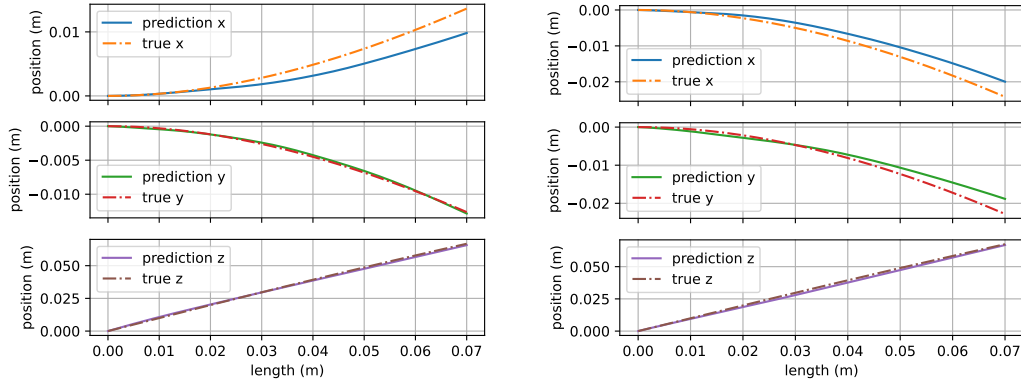 position (m)
0.01
0.00
prediction x
true x
position (m)
0.000
−0.005
−0.010
prediction y
true y
position (m)
0.050
0.025
0.000
prediction z
true z
0.00 0.01 0.02 0.03 0.04 0.05 0.06 0.07
length (m)
position (m)
0.00
−0.01
−0.02
prediction x
true x
position (m)
0.00
−0.01
−0.02
prediction y
true y
position (m)
0.050
0.025
0.000
prediction z
true z
0.00 0.01 0.02 0.03 0.04 0.05 0.06 0.07
length (m)